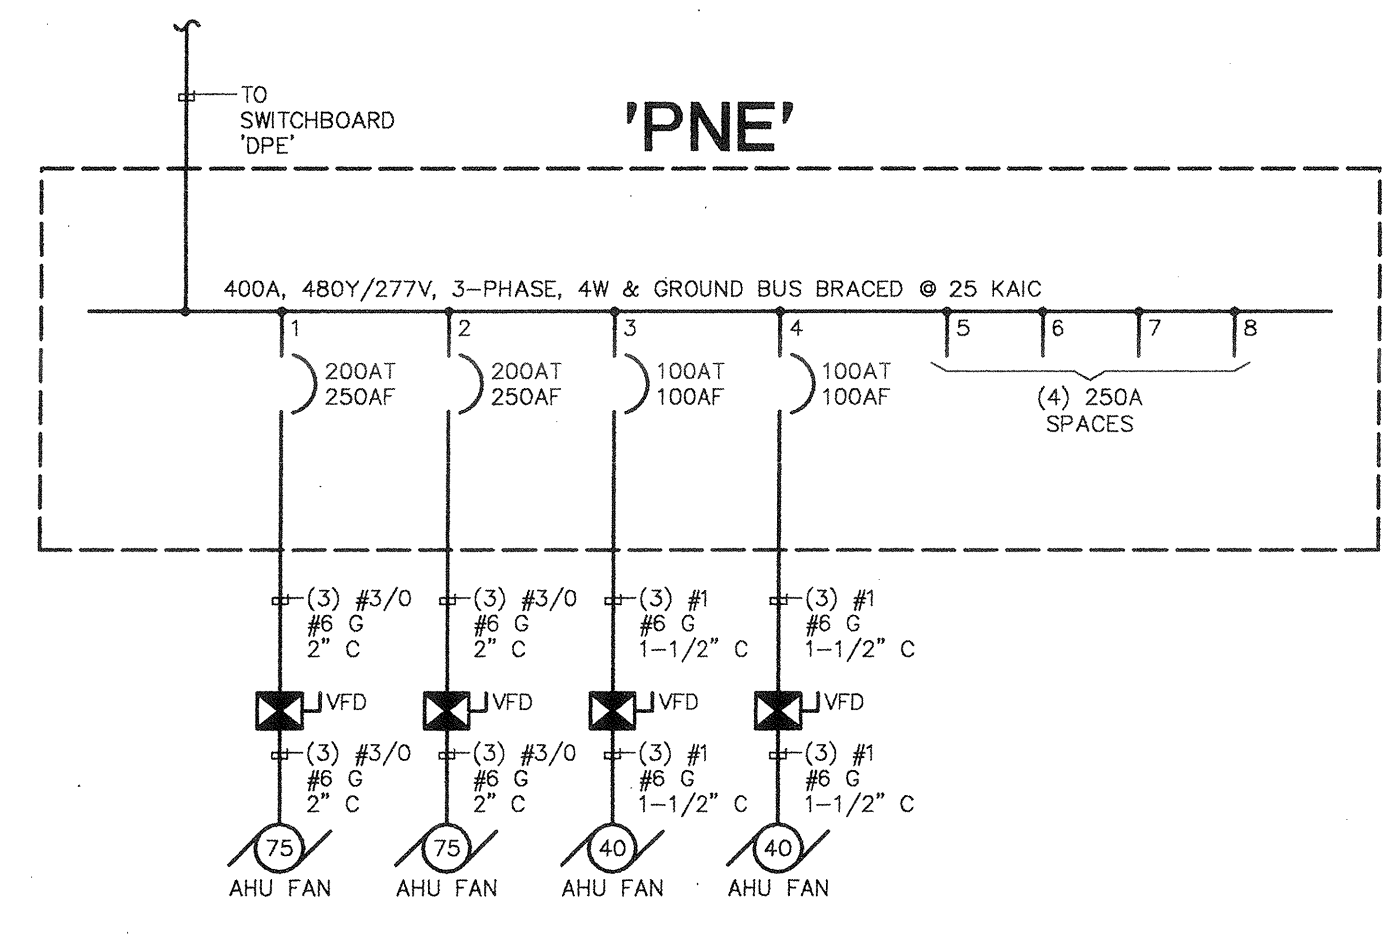 TO
SWITCHBOARD
'DPE'
'PNE'
400A, 480Y/277V, 3-PHASE, 4W & GROUND BUS BRACED @ 25 KAIC
1
2
3
4
5
6
7
8
200AT
250AF
200AT
250AF
100AT
100AF
100AT
100AF
(4) 250A
SPACES
(3) #3/0
#6 G
2" C
(3) #3/0
#6 G
2" C
(3) #1
#6 G
1-1/2" C
(3) #1
#6 G
1-1/2" C
VFD
VFD
VFD
VFD
(3) #3/0
#6 G
2" C
(3) #3/0
#6 G
2" C
(3) #1
#6 G
1-1/2" C
(3) #1
#6 G
1-1/2" C
75
75
40
40
AHU FAN
AHU FAN
AHU FAN
AHU FAN